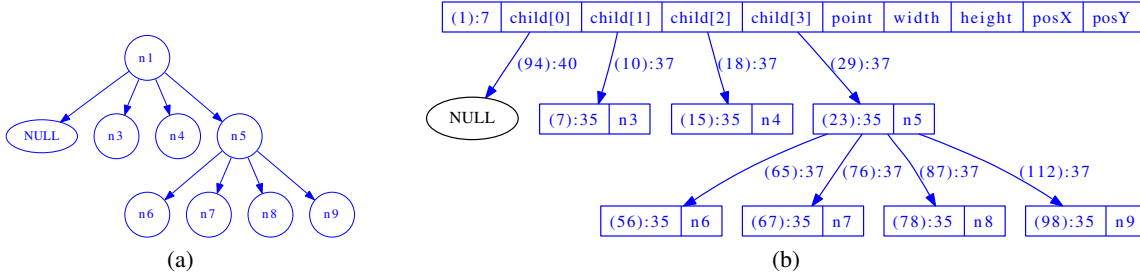 n1
NULL
n3
n4
n5
n6
n7
n8
n9
(a)
(1):7 child[0] child[1] child[2] child[3] point width height posX posY
(94):40
(10):37
(18):37
(29):37
NULL
(7):35 n3
(15):35 n4
(23):35 n5
(65):37
(76):37
(87):37
(112):37
(56):35 n6
(67):35 n7
(78):35 n8
(98):35 n9
(b)